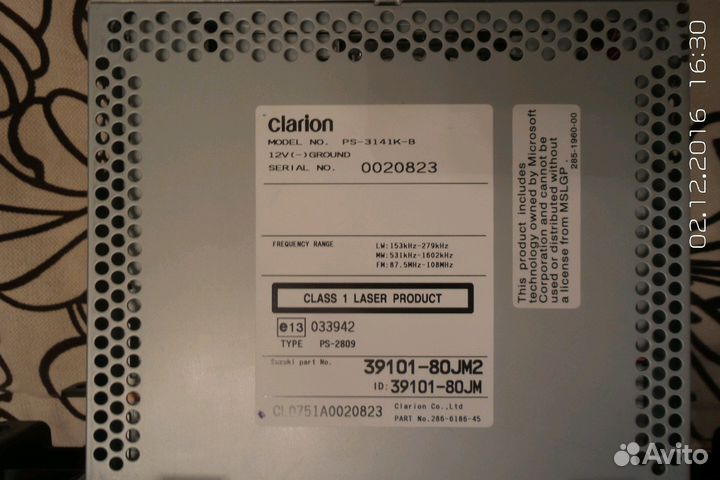 clarion
MODEL NO. PS-3141K-B
12V(-)GROUND
SERIAL NO. 0020823
FREQUENCY RANGE LW:153kHz-279kHz
MW:531kHz-1602kHz
FM:87.5MHz-108MHz
CLASS 1 LASER PRODUCT
e13 033942
TYPE PS-2809
Suzuki part No. 39101-80JM2
ID: 39101-80JM
CL0751A0020823 Clarion Co.,Ltd
PART No.286-6186-45
This product includes
technology owned by Microsoft
Corporation and cannot be
used or distributed without
a license from MSLGP.
285-1960-00
02.12.2016 16:30
Avito